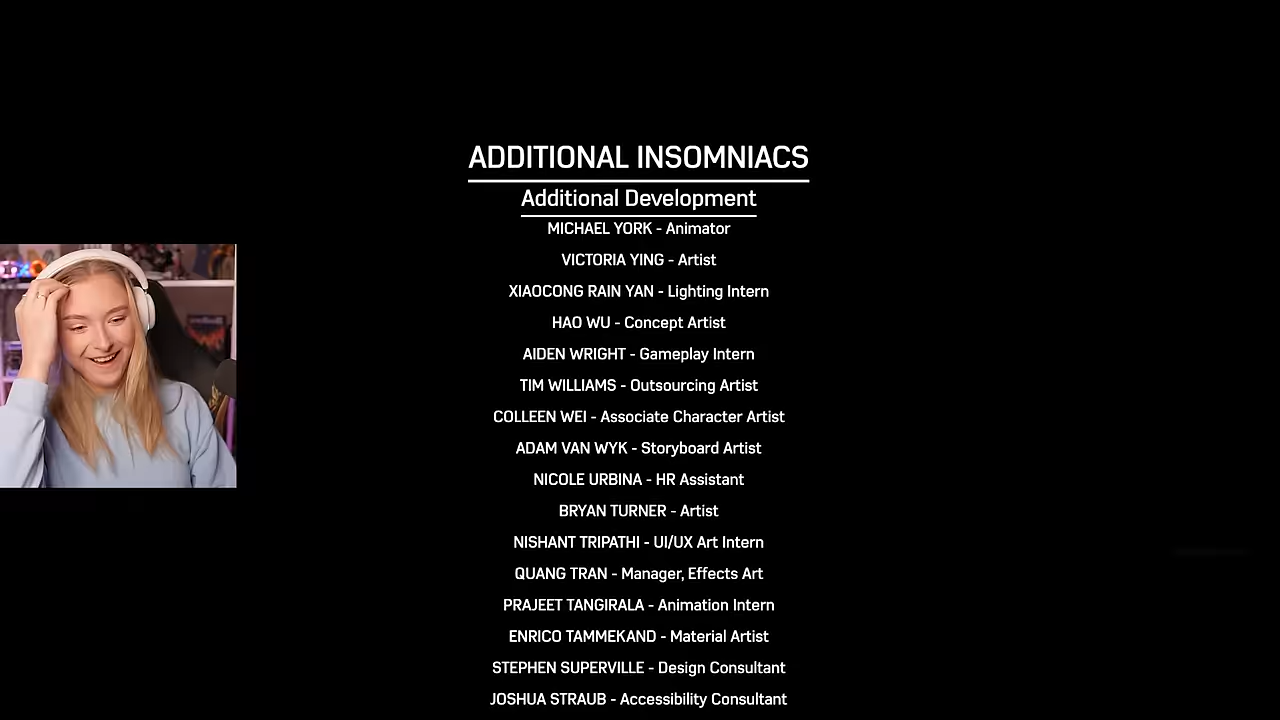 ADDITIONAL INSOMNIACS
Additional Development
MICHAEL YORK - Animator
VICTORIA YING - Artist
XIAOCONG RAIN YAN - Lighting Intern
HAO WU - Concept Artist
AIDEN WRIGHT - Gameplay Intern
TIM WILLIAMS - Outsourcing Artist
COLLEEN WEI - Associate Character Artist
ADAM VAN WYK - Storyboard Artist
NICOLE URBINA - HR Assistant
BRYAN TURNER - Artist
NISHANT TRIPATHI - UI/UX Art Intern
QUANG TRAN - Manager, Effects Art
PRAJEET TANGIRALA - Animation Intern
ENRICO TAMMEKAND - Material Artist
STEPHEN SUPERVILLE - Design Consultant
JOSHUA STRAUB - Accessibility Consultant